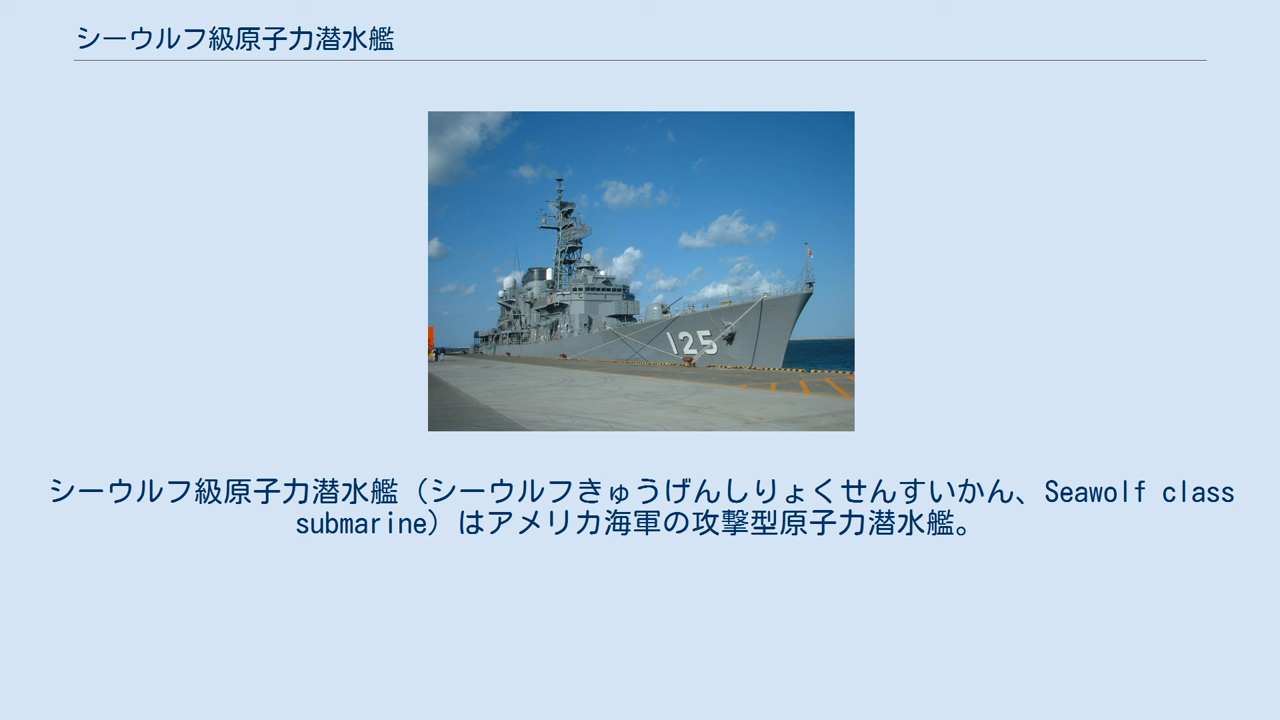 シーウルフ級原子力潜水艦
125
シーウルフ級原子力潜水艦（シーウルフきゅうげんしりょくせんすいかん、Seawolf class
submarine）はアメリカ海軍の攻撃型原子力潜水艦。